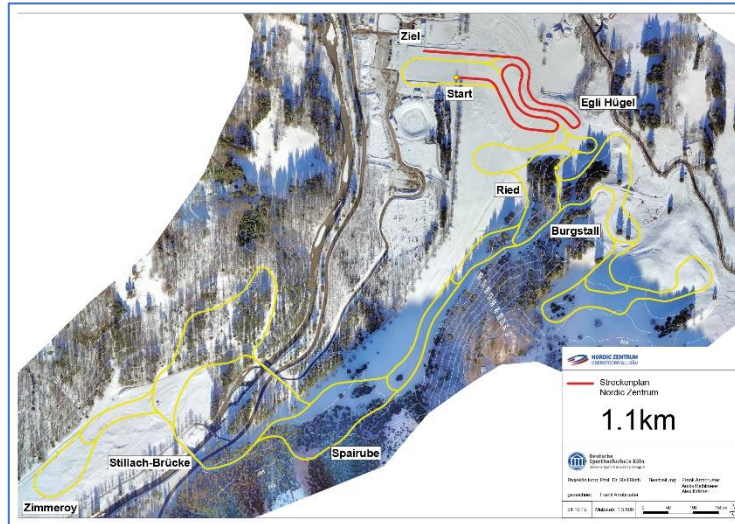 Ziel
Start
Egli Hügel
Ried
Burgstall
Stillach-Brücke
Spairube
Zimmeroy
NORDIC ZENTRUM
Streckenplan
Nordic Zentrum
1.1km
Deutsche
Sporthochschule Köln